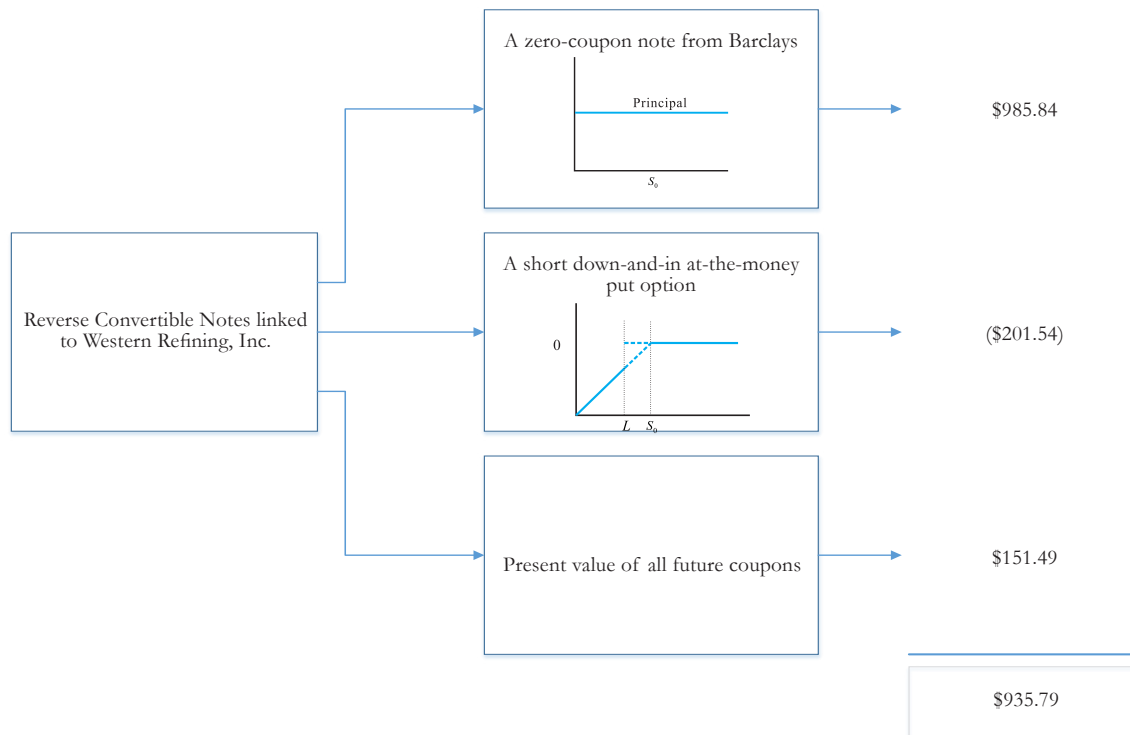 A zero-coupon note from Barclays
Principal
S₀
$985.84
Reverse Convertible Notes linked
to Western Refining, Inc.
A short down-and-in at-the-money
put option
0
L S₀
($201.54)
Present value of all future coupons
$151.49
$935.79